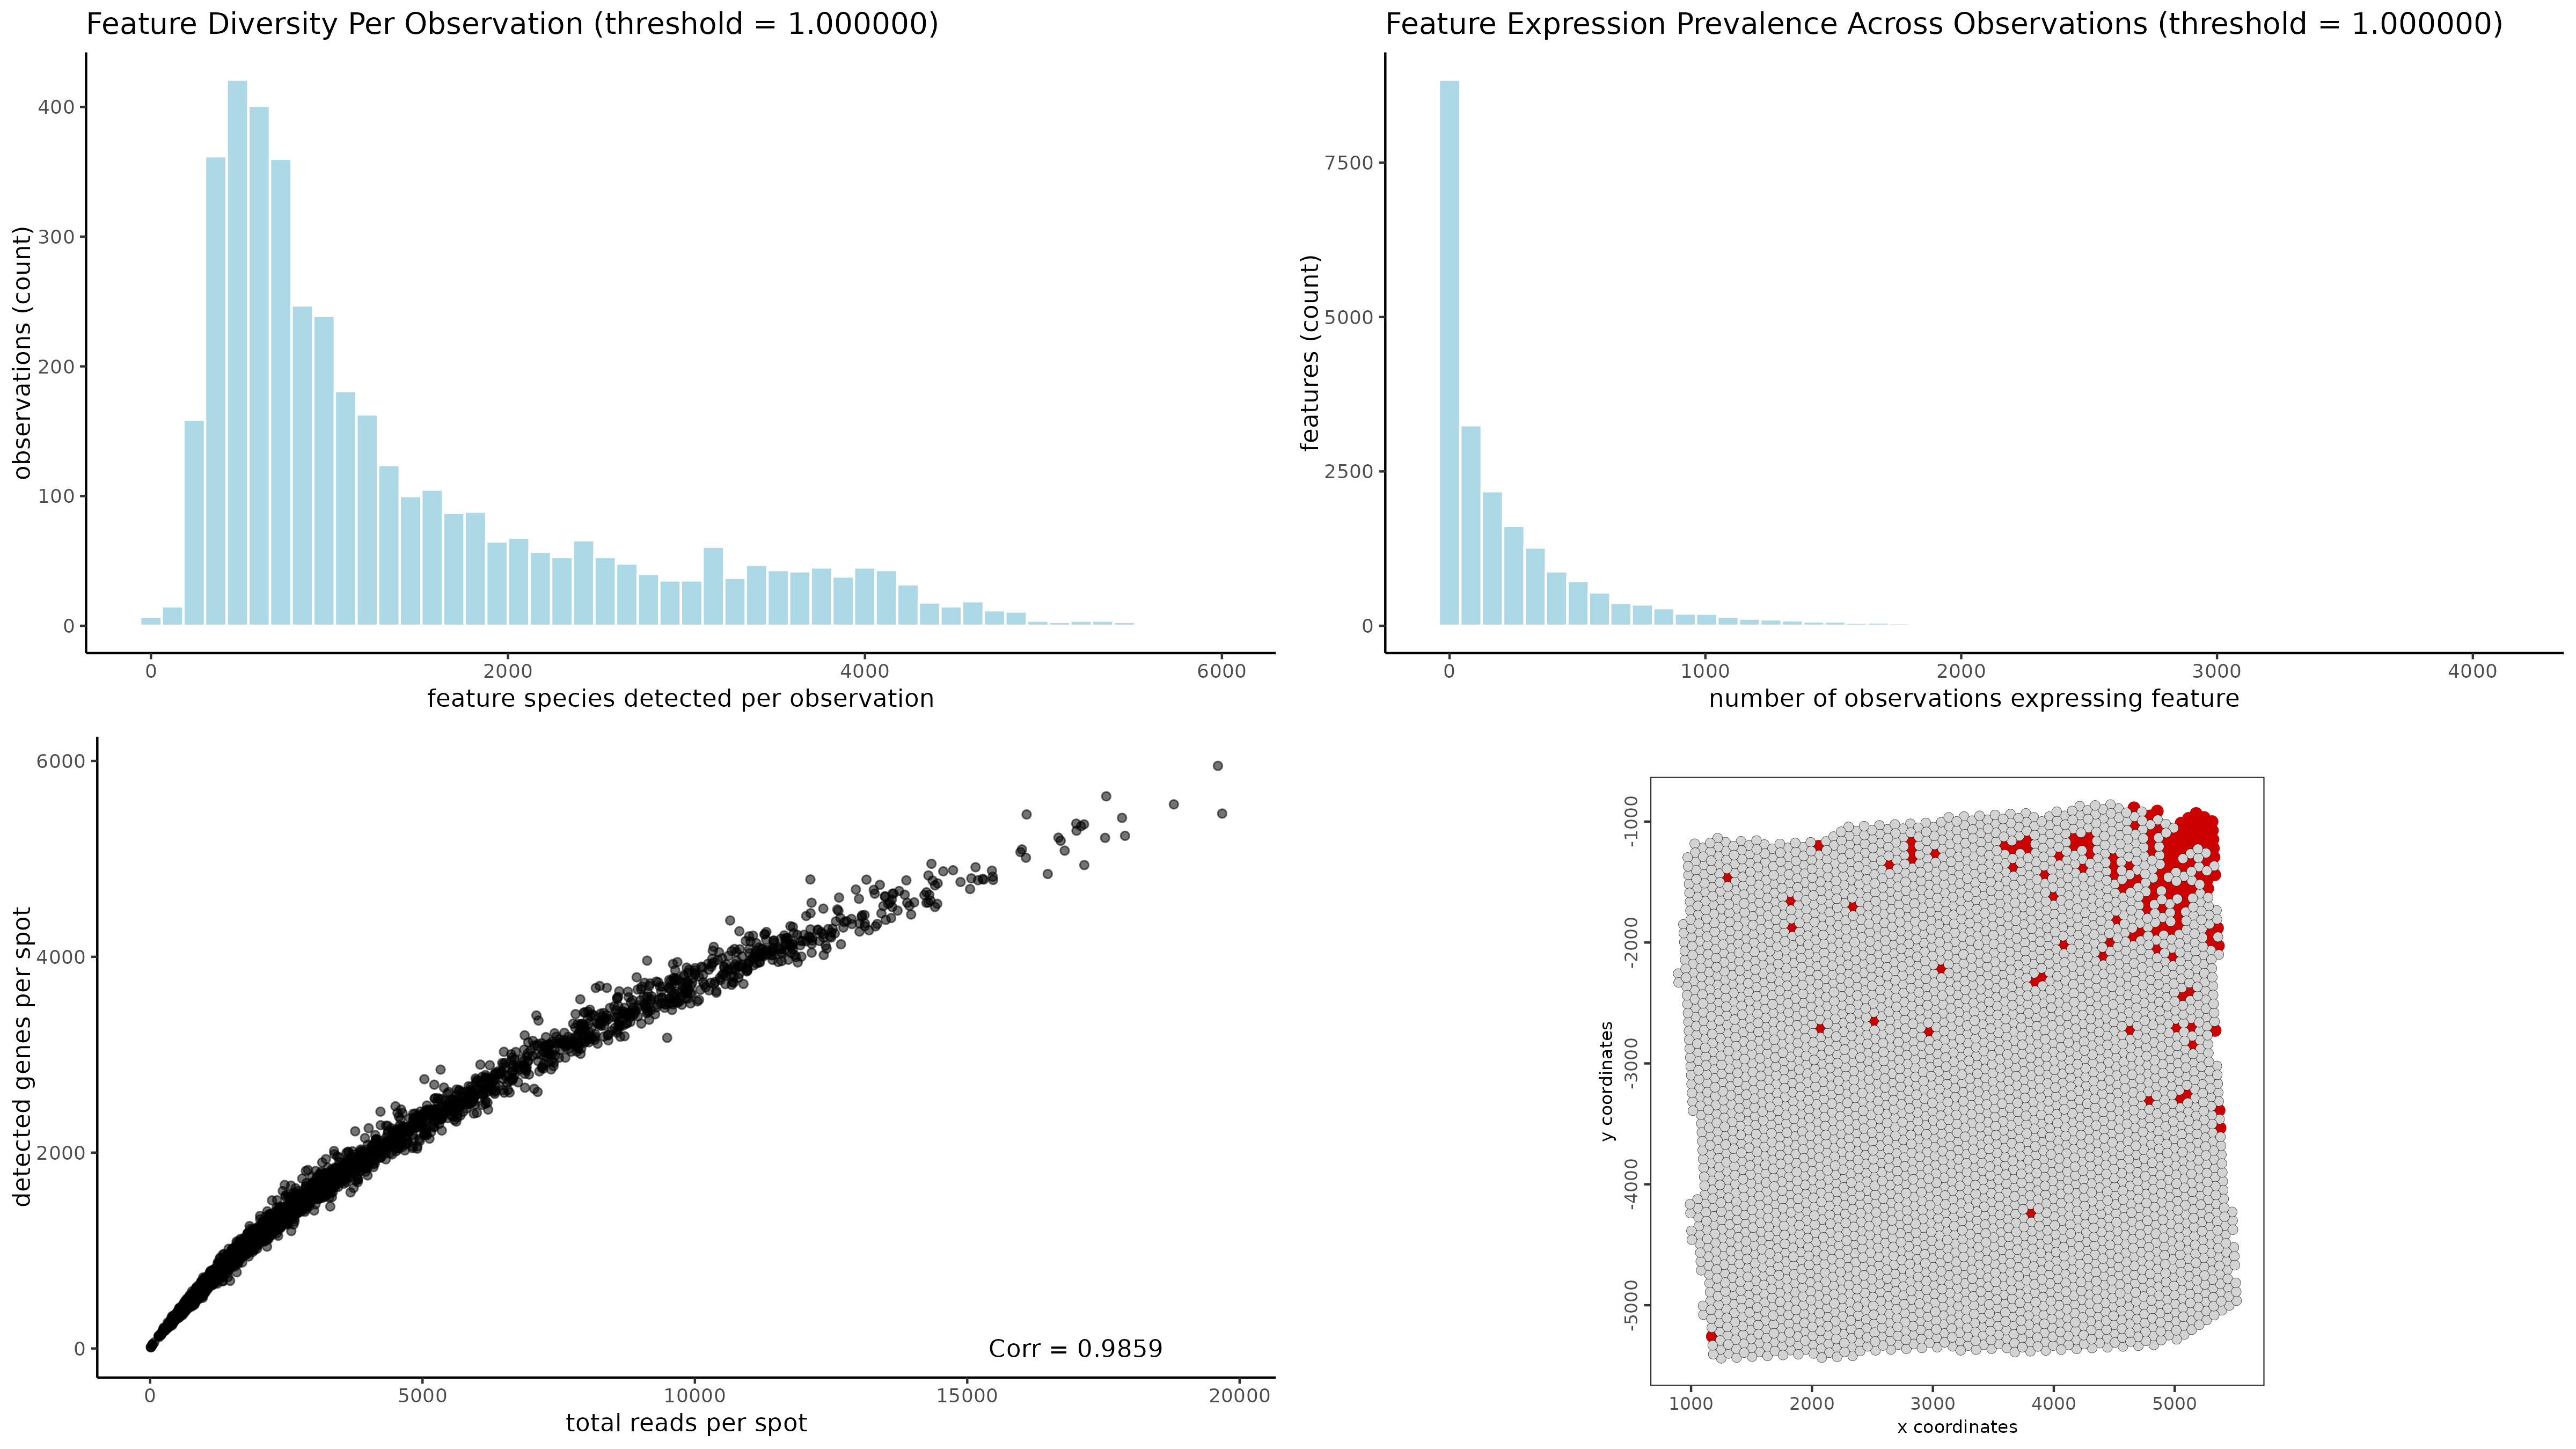 Feature Diversity Per Observation (threshold = 1.000000)
observations (count)
400
300
200
100
0
0 2000 4000 6000
feature species detected per observation
Feature Expression Prevalence Across Observations (threshold = 1.000000)
features (count)
7500
5000
2500
0
0 1000 2000 3000 4000
number of observations expressing feature
detected genes per spot
6000
4000
2000
0
Corr = 0.9859
0 5000 10000 15000 20000
total reads per spot
y coordinates
-1000
-2000
-3000
-4000
-5000
1000 2000 3000 4000 5000
x coordinates